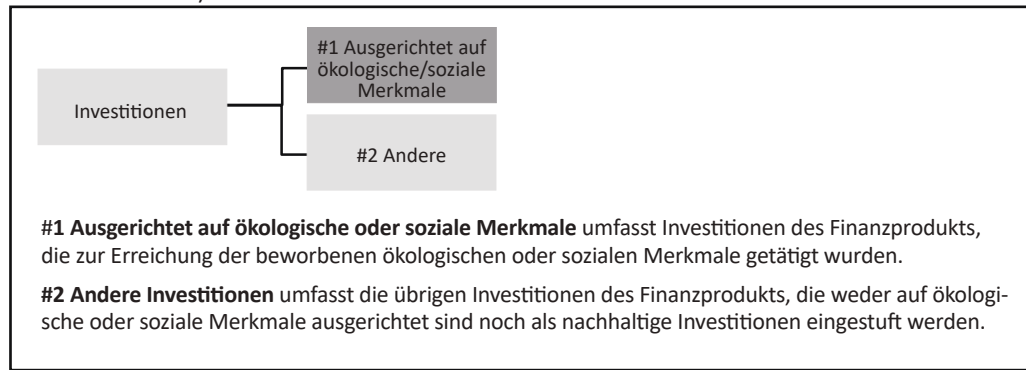 #1 Ausgerichtet auf
ökologische/soziale
Merkmale
Investitionen
#2 Andere
#1 Ausgerichtet auf ökologische oder soziale Merkmale umfasst Investitionen des Finanzprodukts,
die zur Erreichung der beworbenen ökologischen oder sozialen Merkmale getätigt wurden.
#2 Andere Investitionen umfasst die übrigen Investitionen des Finanzprodukts, die weder auf ökologi-
sche oder soziale Merkmale ausgerichtet sind noch als nachhaltige Investitionen eingestuft werden.